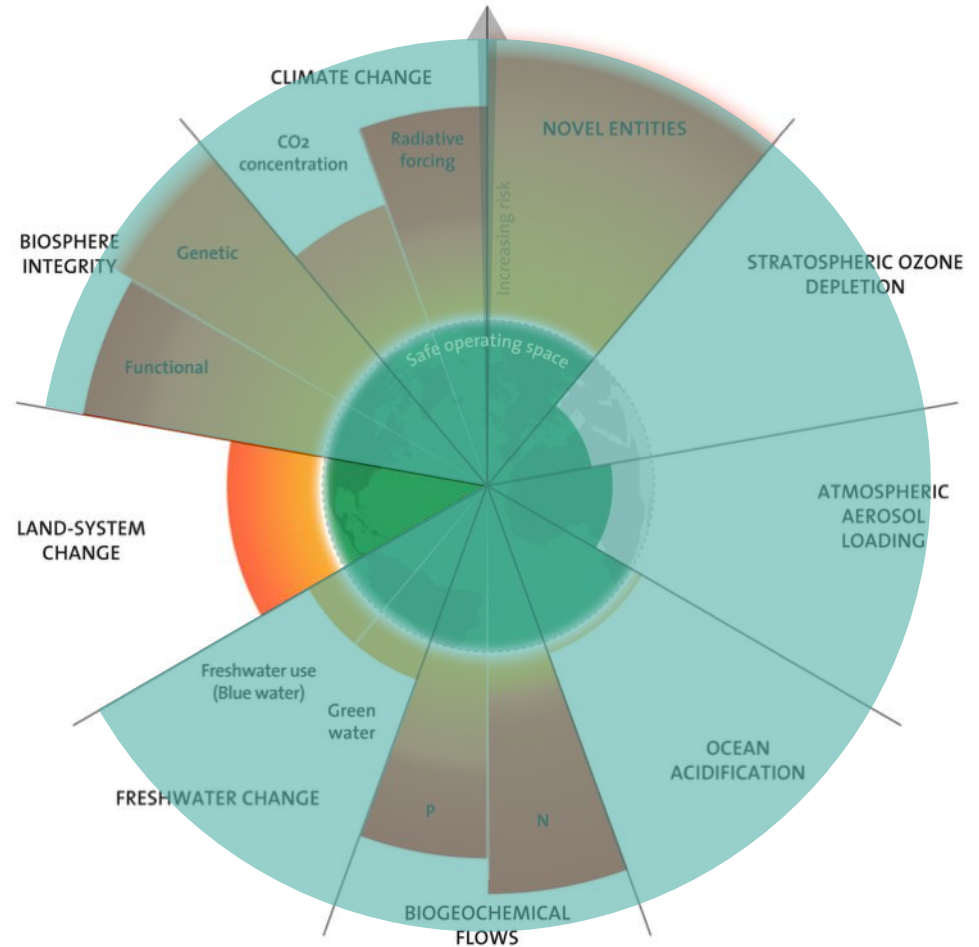 CLIMATE CHANGE
CO2
concentration
Radiative
forcing
NOVEL ENTITIES
Increasing risk
STRATOSPHERIC OZONE
DEPLETION
BIOSPHERE
INTEGRITY
Genetic
Functional
Safe operating space
ATMOSPHERIC
AEROSOL
LOADING
LAND-SYSTEM
CHANGE
Freshwater use
(Blue water)
Green
water
FRESHWATER CHANGE
OCEAN
ACIDIFICATION
P
N
BIOGEOCHEMICAL
FLOWS